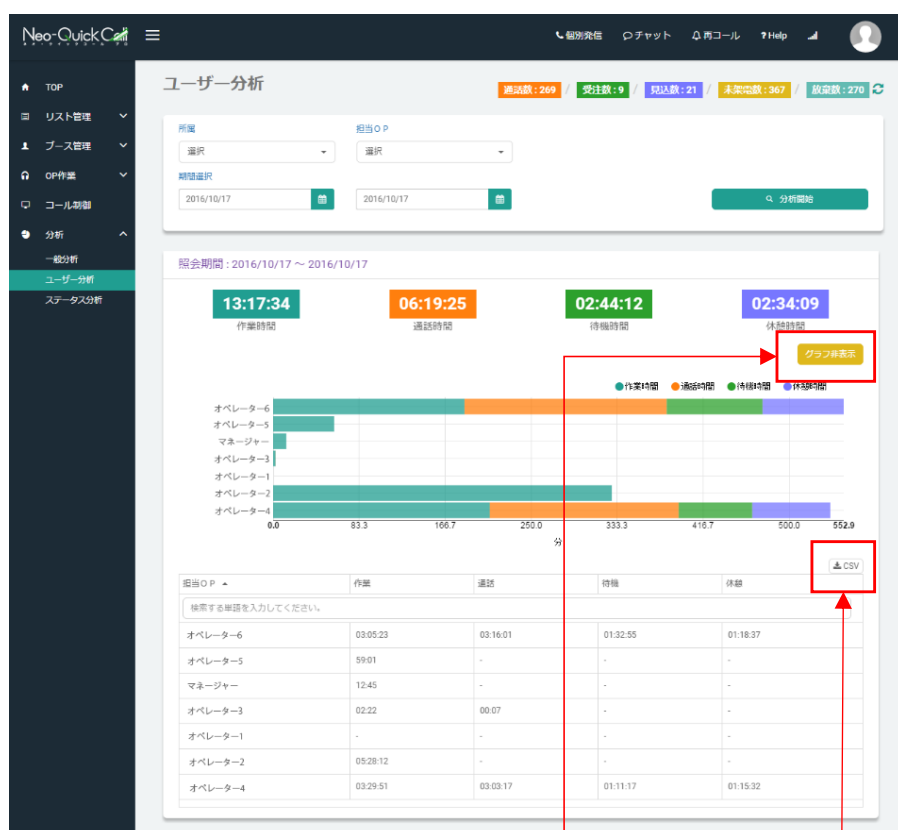 Neo-QuickCall
個別発信 チャット 再コール ?Help
TOP
リスト管理
ブース管理
OP作業
コール制御
分析
一般分析
ユーザー分析
ステータス分析
ユーザー分析
通話数 : 269 / 受注数 : 9 / 見込数 : 21 / 未架電数 : 367 / 放棄数 : 270
所属 担当ＯＰ
選択 選択
期間選択
2016/10/17 2016/10/17 分析開始
照会期間 : 2016/10/17 ～ 2016/10/17
13:17:34 06:19:25 02:44:12 02:34:09
作業時間 通話時間 待機時間 休憩時間
グラフ非表示
作業時間 通話時間 待機時間 休憩時間
オペレーター6
オペレーター5
マネージャー
オペレーター3
オペレーター1
オペレーター2
オペレーター4
0.0 83.3 166.7 250.0 333.3 416.7 500.0 552.9
分
CSV
担当ＯＰ 作業 通話 待機 休憩
検索する単語を入力してください。
オペレーター6 03:05:23 03:16:01 01:32:55 01:18:37
オペレーター5 59:01 - - -
マネージャー 12:45 - - -
オペレーター3 02:22 00:07 - -
オペレーター1 - - - -
オペレーター2 05:28:12 - - -
オペレーター4 03:29:51 03:03:17 01:11:17 01:15:32